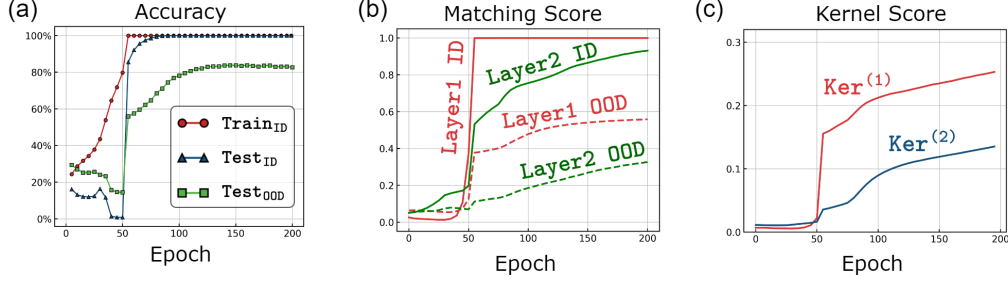 (a)
Accuracy
100%
80%
60%
40%
20%
0%
Train_ID
Test_ID
Test_OOD
0 50 100 150 200
Epoch
(b)
Matching Score
1.0
0.8
0.6
0.4
0.2
0.0
Layer1 ID
Layer2 ID
Layer1 OOD
Layer2 OOD
0 50 100 150 200
Epoch
(c)
Kernel Score
0.3
0.2
0.1
0.0
Ker^(1)
Ker^(2)
0 50 100 150 200
Epoch